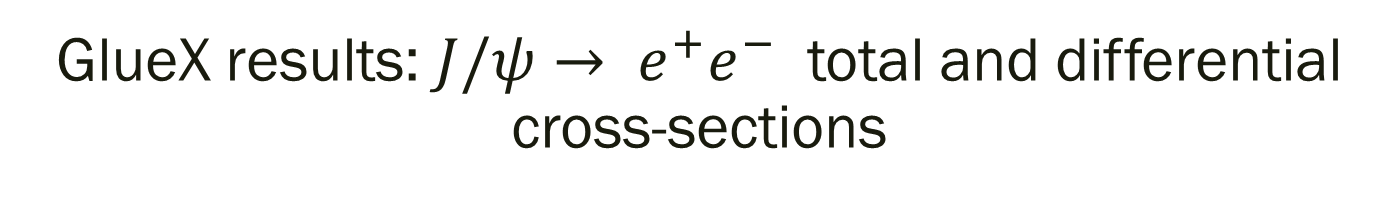 GlueX results: J/ψ → e⁺e⁻ total and differential
cross-sections